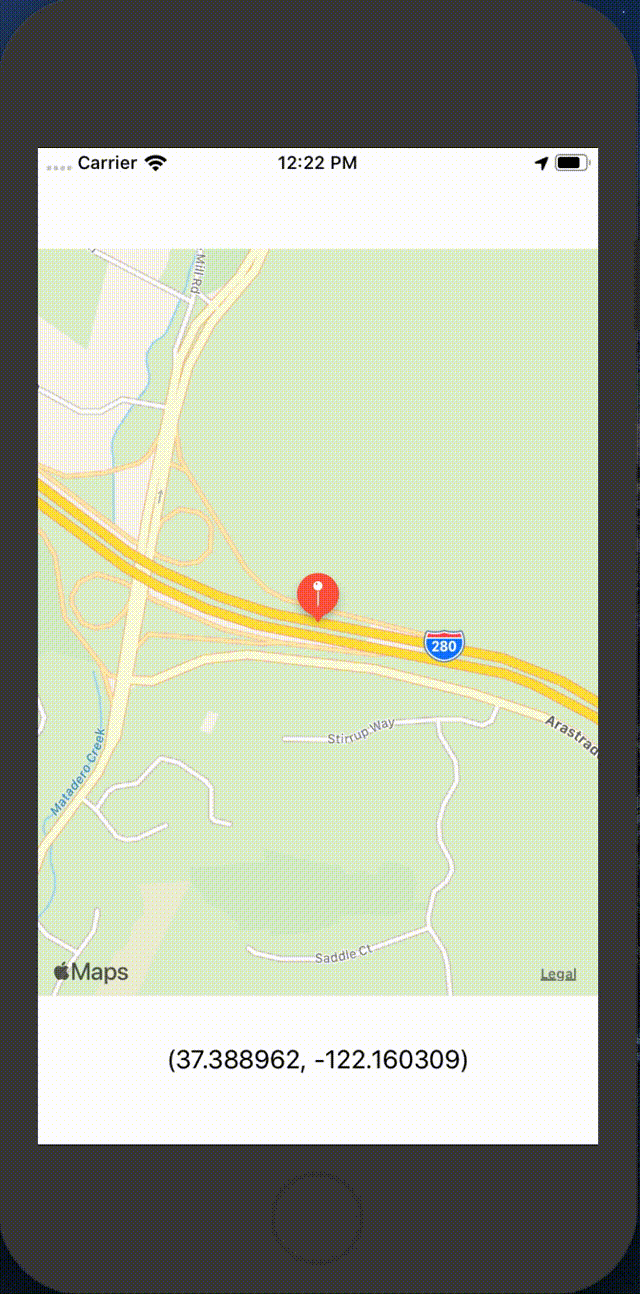 Carrier 12:22 PM
Mill Rd
280
Arastrad
Stirrup Way
Matadero Creek
Saddle Ct
Maps
Legal
(37.388962, -122.160309)